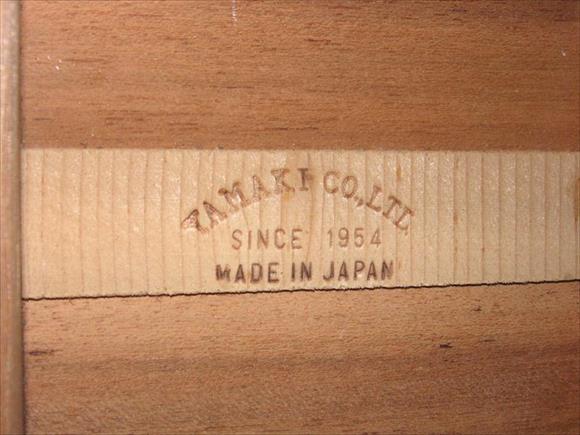 YAMAKI CO.,LTD.
SINCE 1954
MADE IN JAPAN